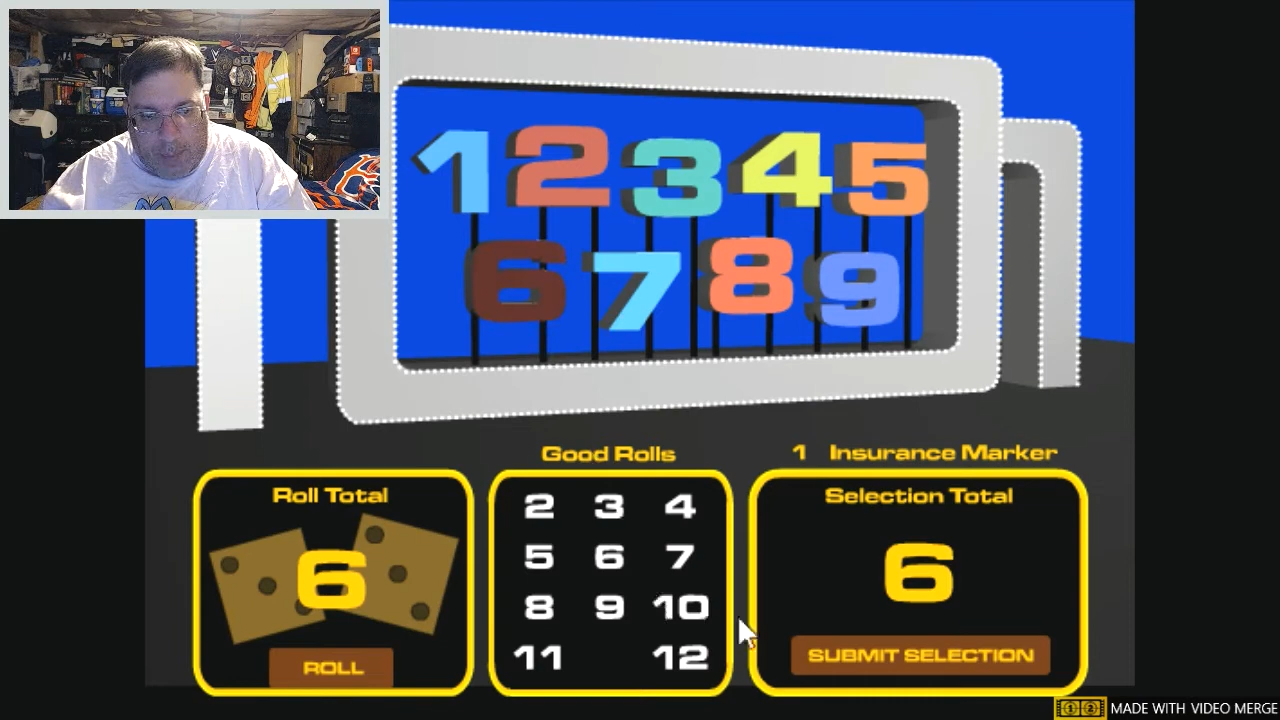 1 2 3 4 5
6 7 8 9
Good Rolls
1 Insurance Marker
Roll Total
6
ROLL
2 3 4
5 6 7
8 9 10
11 12
Selection Total
6
SUBMIT SELECTION
MADE WITH VIDEO MERGE